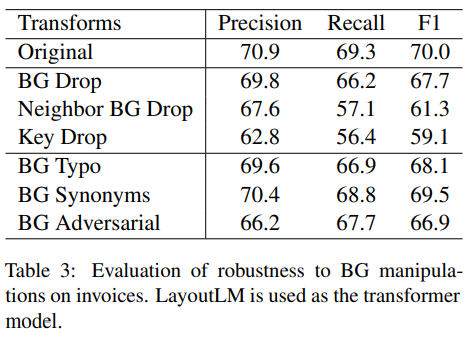 Transforms Precision Recall F1
Original 70.9 69.3 70.0
BG Drop 69.8 66.2 67.7
Neighbor BG Drop 67.6 57.1 61.3
Key Drop 62.8 56.4 59.1
BG Typo 69.6 66.9 68.1
BG Synonyms 70.4 68.8 69.5
BG Adversarial 66.2 67.7 66.9
Table 3: Evaluation of robustness to BG manipula-
tions on invoices. LayoutLM is used as the transformer
model.